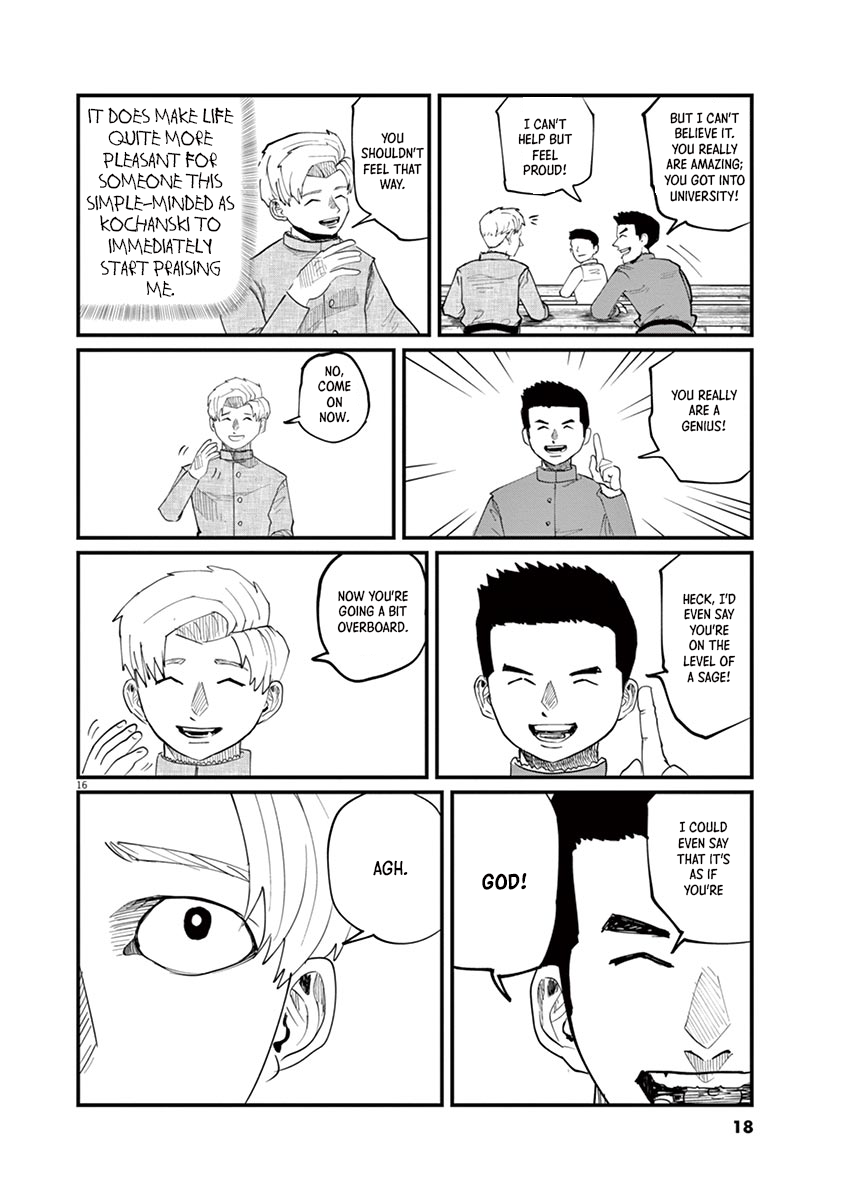 BUT I CAN'T
BELIEVE IT.
YOU REALLY
ARE AMAZING;
YOU GOT INTO
UNIVERSITY!
I CAN'T
HELP BUT
FEEL
PROUD!
YOU
SHOULDN'T
FEEL THAT
WAY.
IT DOES MAKE LIFE
QUITE MORE
PLEASANT FOR
SOMEONE THIS
SIMPLE-MINDED AS
KOCHANSKI TO
IMMEDIATELY
START PRAISING
ME.
YOU REALLY
ARE A
GENIUS!
NO,
COME
ON
NOW.
HECK, I'D
EVEN SAY
YOU'RE
ON THE
LEVEL OF
A SAGE!
NOW YOU'RE
GOING A BIT
OVERBOARD.
16
I COULD
EVEN SAY
THAT IT'S
AS IF
YOU'RE
GOD!
AGH.
18